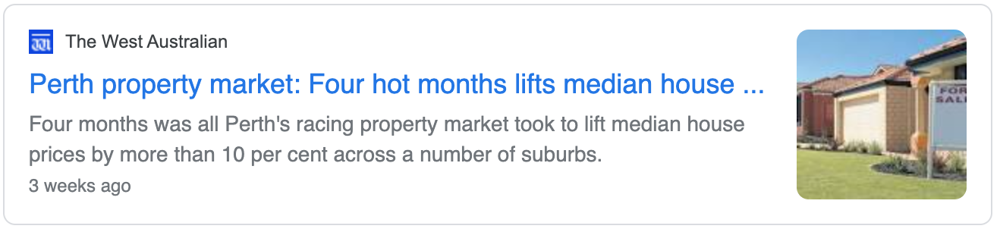 The West Australian
Perth property market: Four hot months lifts median house ...
Four months was all Perth's racing property market took to lift median house
prices by more than 10 per cent across a number of suburbs.
3 weeks ago
FOR
SAL